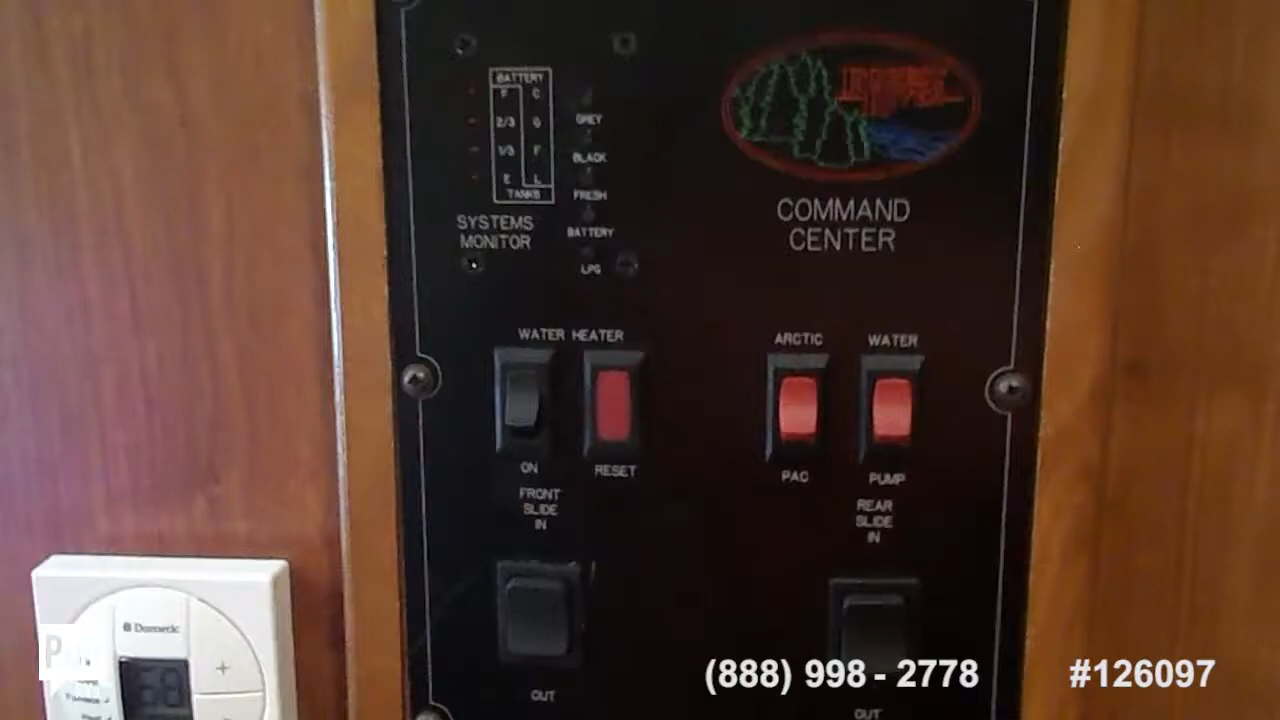 BATTERY
F C
2/3 G
1/3 F
E L
TANKS
GREY
BLACK
FRESH
BATTERY
LPG
SYSTEMS
MONITOR
COMMAND
CENTER
WATER HEATER
ON
RESET
ARCTIC
PAC
WATER
PUMP
FRONT
SLIDE
IN
OUT
REAR
SLIDE
IN
OUT
Dometic
68
+
P
(888) 998 - 2778
#126097